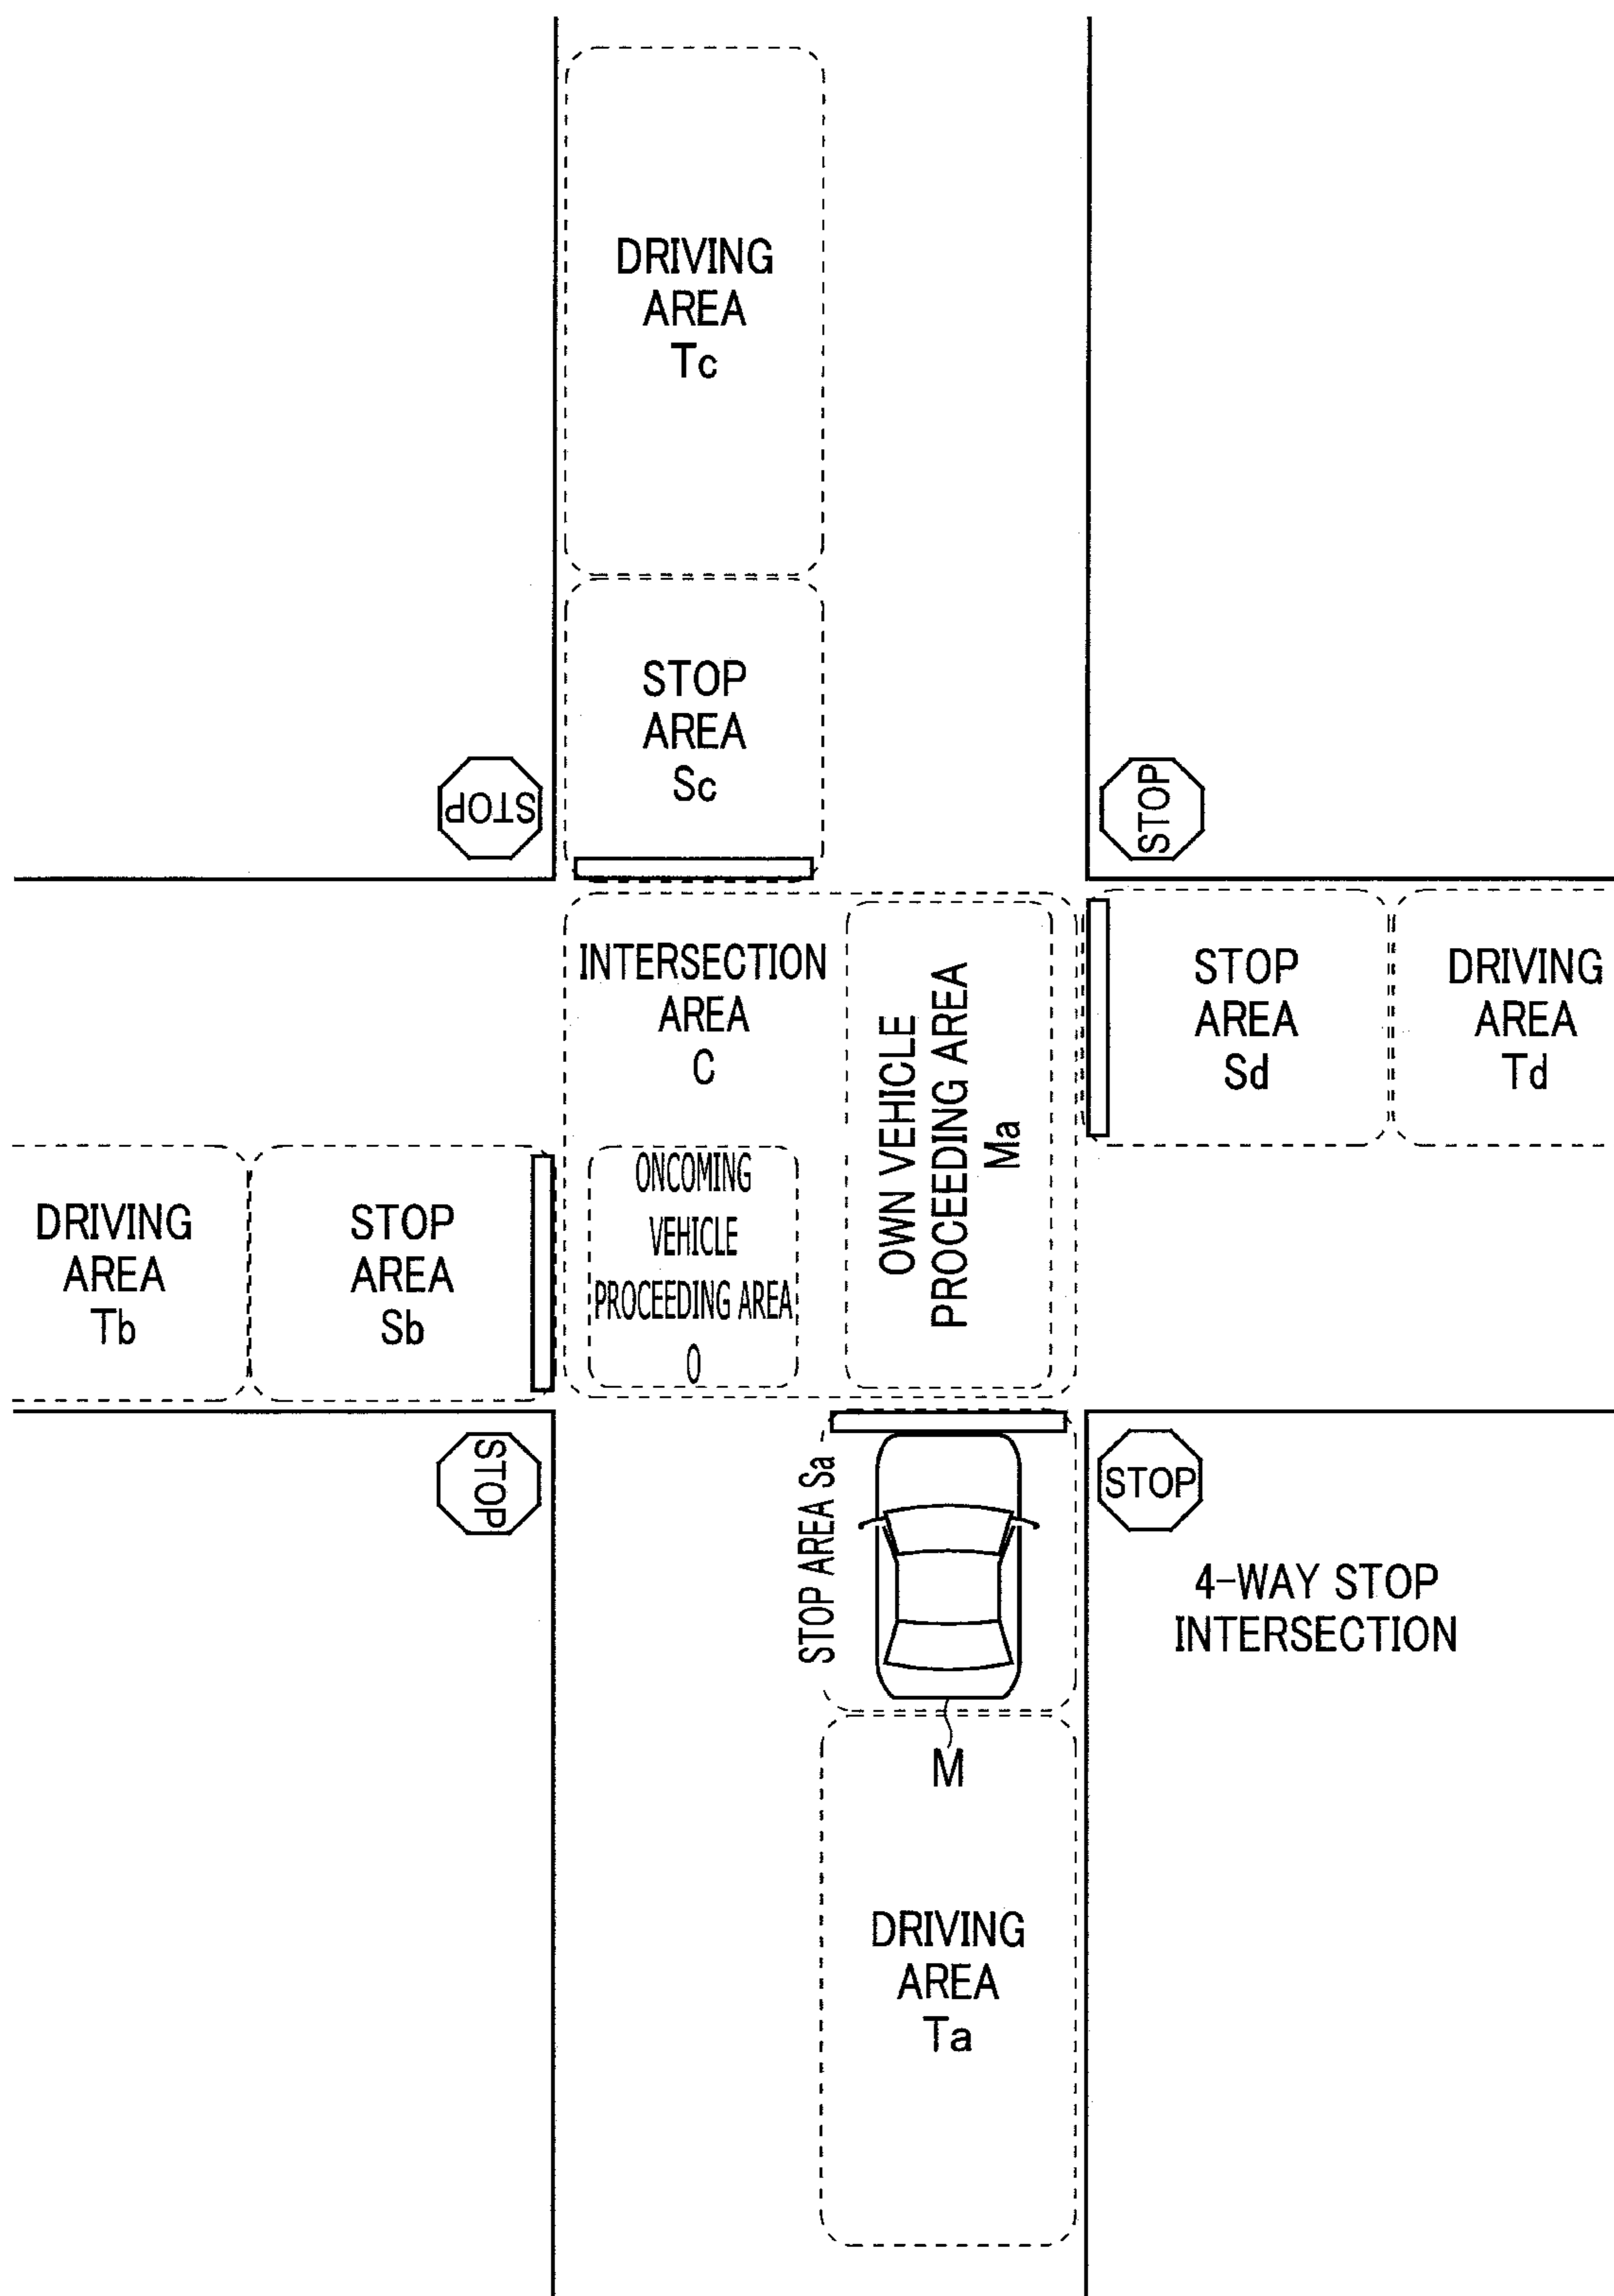 DRIVING
AREA
Tc
STOP
AREA
Sc
STOP
STOP
INTERSECTION
AREA
C
OWN VEHICLE
PROCEEDING AREA
Ma
STOP
AREA
Sd
DRIVING
AREA
Td
DRIVING
AREA
Tb
STOP
AREA
Sb
ONCOMING
VEHICLE
PROCEEDING AREA
O
STOP
STOP AREA Sa
STOP
4-WAY STOP
INTERSECTION
M
DRIVING
AREA
Ta